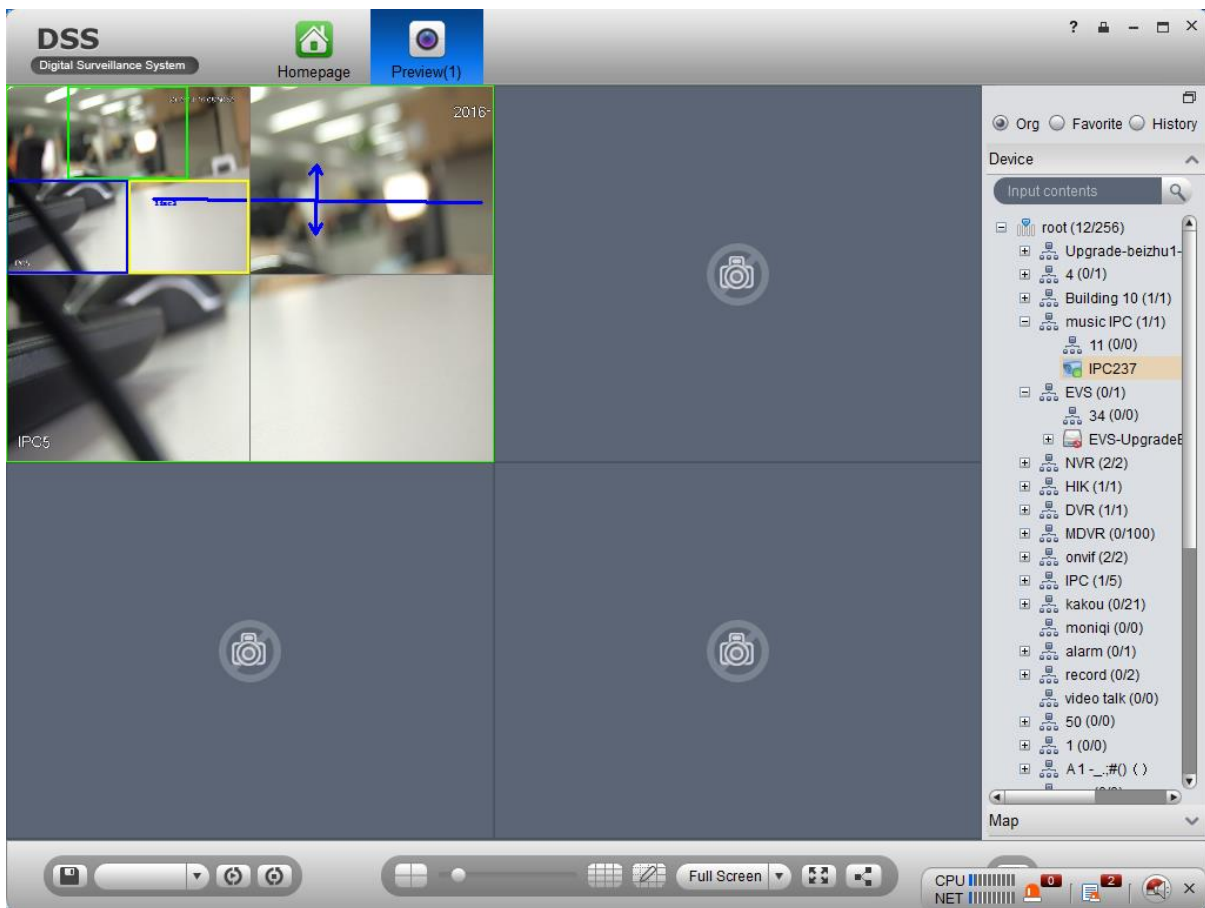 DSS
Digital Surveillance System
Homepage
Preview(1)
?
2016-
IPC5
Org Favorite History
Device
Input contents
root (12/256)
Upgrade-beizhu1-
4 (0/1)
Building 10 (1/1)
music IPC (1/1)
11 (0/0)
IPC237
EVS (0/1)
34 (0/0)
EVS-UpgradeE
NVR (2/2)
HIK (1/1)
DVR (1/1)
MDVR (0/100)
onvif (2/2)
IPC (1/5)
kakou (0/21)
moniqi (0/0)
alarm (0/1)
record (0/2)
video talk (0/0)
50 (0/0)
1 (0/0)
A 1 -_.;#() ( )
Map
Full Screen
CPU
NET
0
2